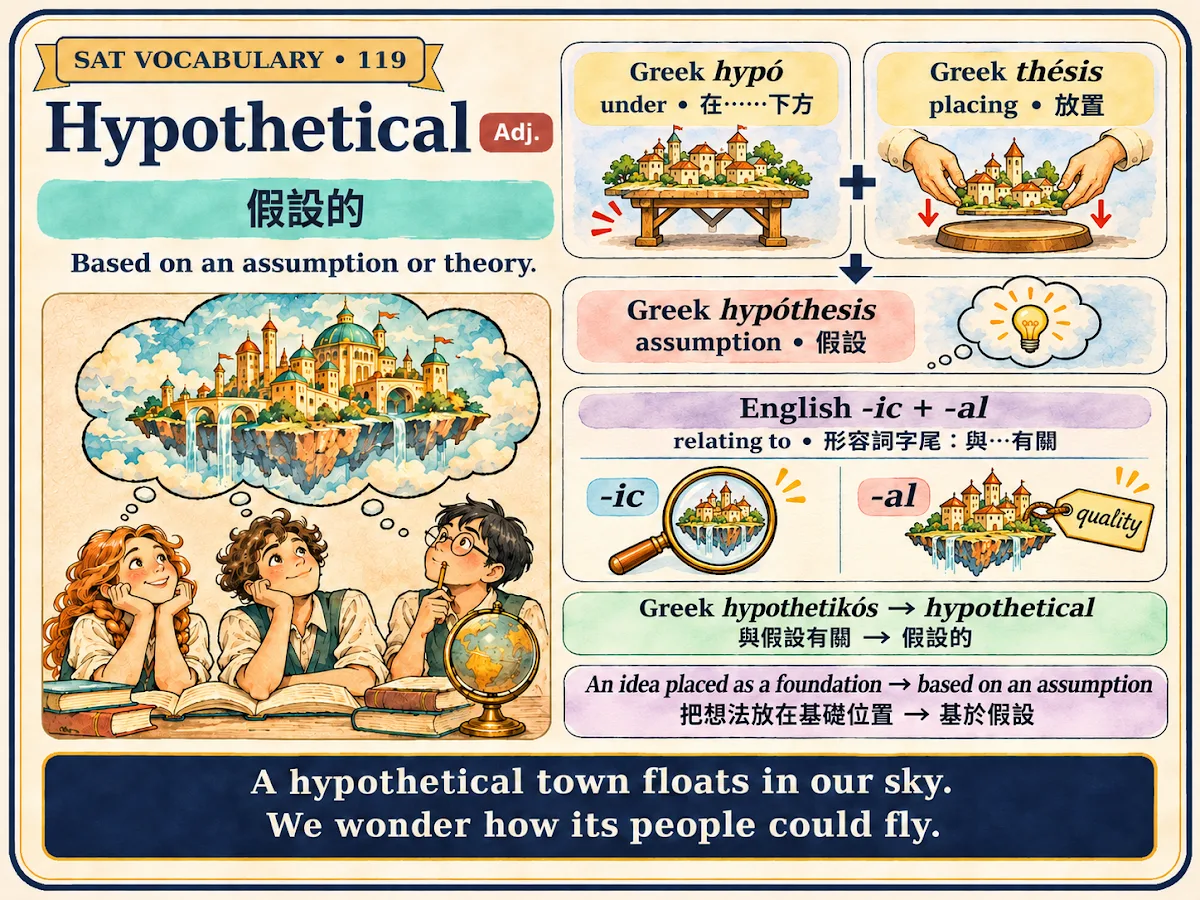 SAT VOCABULARY • 119
Hypothetical Adj.
假設的
Based on an assumption or theory.
Greek hypó
under • 在……下方
Greek thésis
placing • 放置
Greek hypóthesis
assumption • 假設
English -ic + -al
relating to • 形容詞字尾：與…有關
-ic
-al
quality
Greek hypothetikós → hypothetical
與假設有關 → 假設的
An idea placed as a foundation → based on an assumption
把想法放在基礎位置 → 基於假設
A hypothetical town floats in our sky.
We wonder how its people could fly.